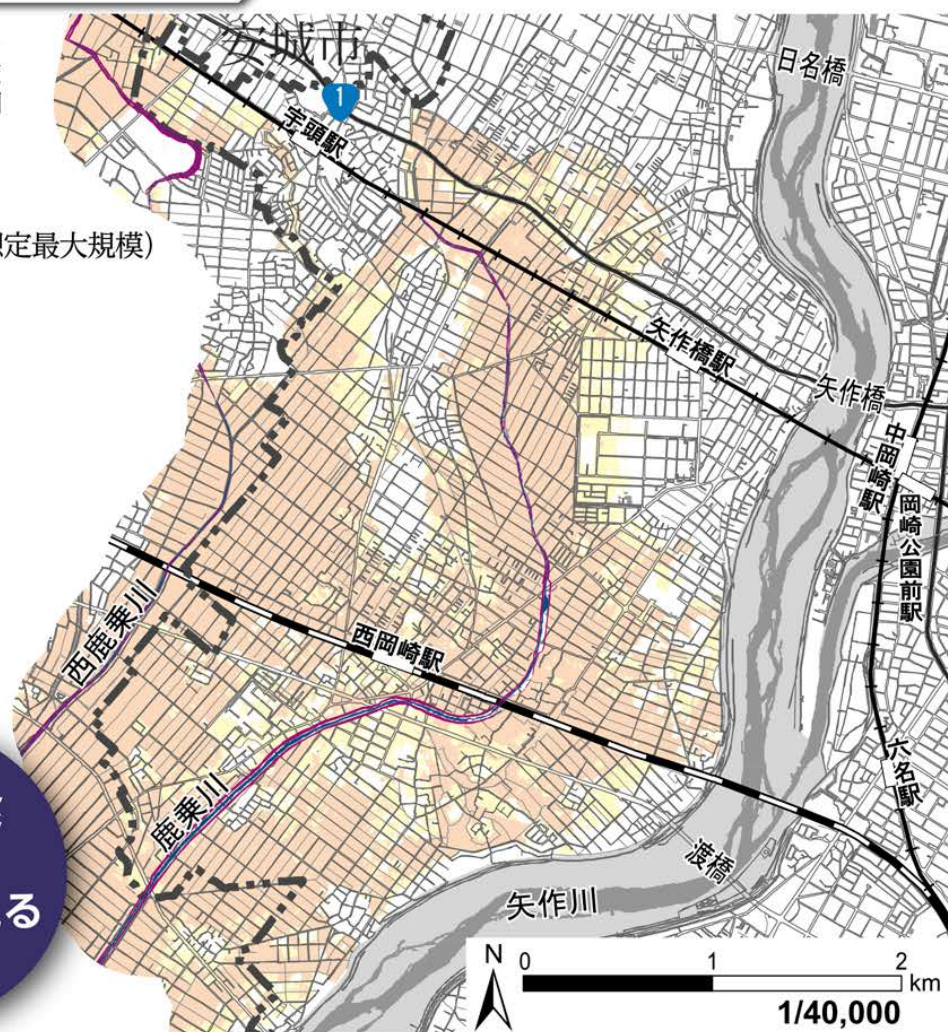 安城市
日名橋
1
宇頭駅
想定最大規模)
矢作橋駅
矢作橋
中岡崎駅
岡崎公園前駅
西岡崎駅
西鹿乗川
六名駅
鹿乗川
渡橋
る
矢作川
N
0 1 2 km
1/40,000